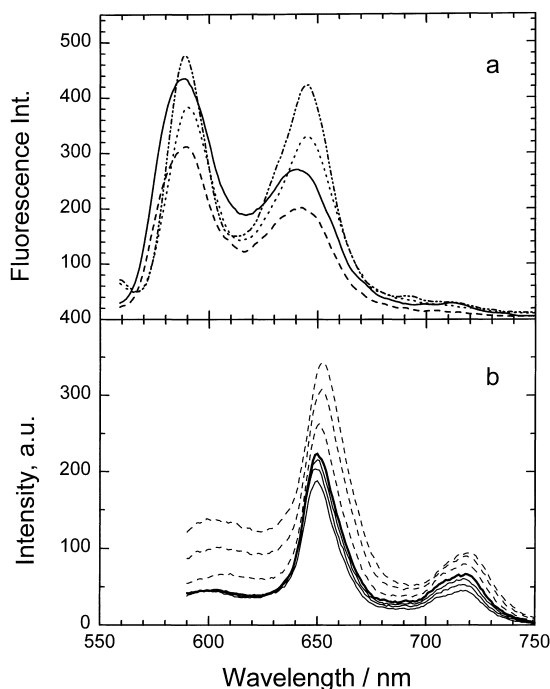 500
a
400
Fluorescence Int.
300
200
100
400
b
300
Intensity, a.u.
200
100
0
550 600 650 700 750
Wavelength / nm